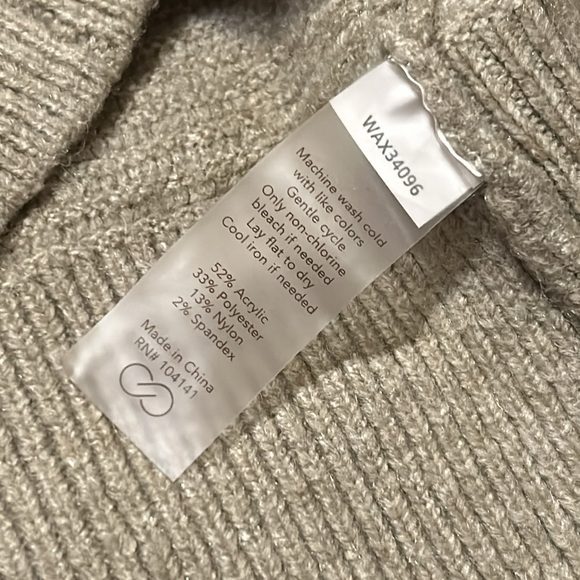 WAX34096
Machine wash cold
with like colors
Gentle cycle
Only non-chlorine
bleach if needed
Lay flat to dry
Cool iron if needed
52% Acrylic
33% Polyester
13% Nylon
2% Spandex
Made in China
RN# 104141